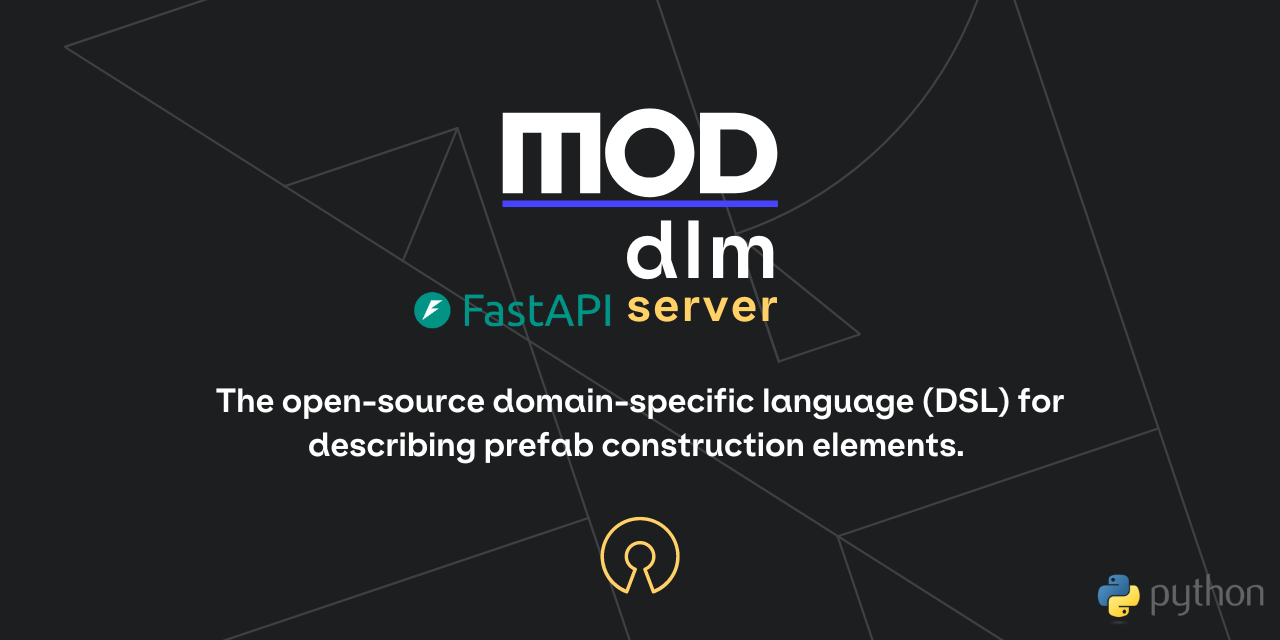 MOD
dlm
FastAPI server
The open-source domain-specific language (DSL) for
describing prefab construction elements.
python